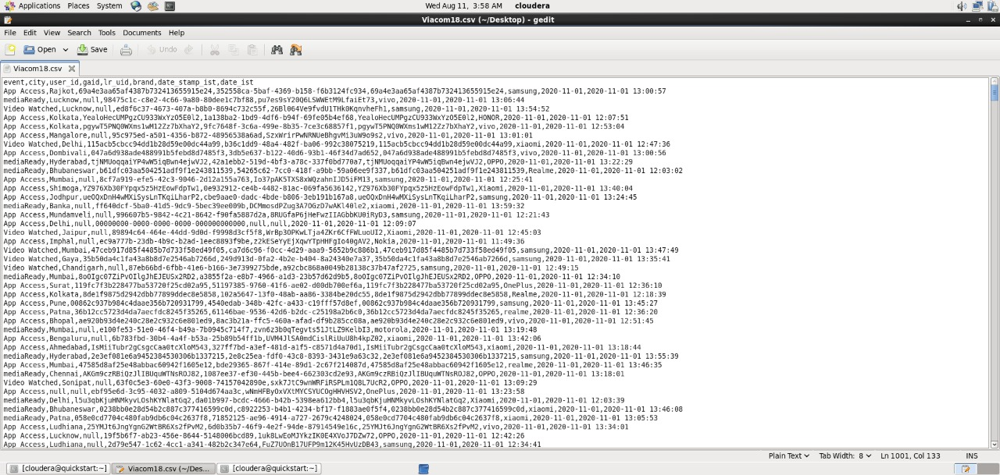 Applications Places System Wed Aug 11, 3:58 AM cloudera
Viacom18.csv (~/Desktop) - gedit
File Edit View Search Tools Documents Help
Open Save Undo
Viacom18.csv
event,city,user_id,gaid,lr_uid,brand,date_stamp_ist,date_ist
App Access,Rajkot,69a4e3aa65af4387b732413655915e24,352558ca-5baf-4369-b158-f6b3124fc934,69a4e3aa65af4387b732413655915e24,samsung,2020-11-01,2020-11-01 13:00:57
mediaReady,Lucknow,null,98475c1c-c8e2-4c66-9a80-80dee1c7bf88,pu7es9sY20Q6LSWWEtM9LfaiEt73,vivo,2020-11-01,2020-11-01 13:06:44
Video Watched,Lucknow,null,ed8f6c37-4673-407a-b8b0-8694c732c55f,26Bl064Ve9fvdU1THk0KqnvheFh1,samsung,2020-11-01,2020-11-01 13:54:52
App Access,Kolkata,YealoHecUMPgzCU933WxYzO5E0l2,1a138ba2-1bd9-4df6-b94f-69fe05b4ef68,YealoHecUMPgzCU933WxYzO5E0l2,HONOR,2020-11-01,2020-11-01 12:07:51
App Access,Kolkata,pgywT5PNQ0WXms1wM12Zz7bXhaY2,9fc7648f-3c6a-499e-8b35-7ce3c68857f1,pgywT5PNQ0WXms1wM12Zz7bXhaY2,vivo,2020-11-01,2020-11-01 12:53:04
App Access,Mangalore,null,95c975ed-a501-4356-b872-48956538a6ad,SzxWrirPwNRNUeBhgvMi3uW9o9s2,vivo,2020-11-01,2020-11-01 13:01:01
Video Watched,Delhi,115acb5cbcc94dd1b28d59e00dc44a99,b36c1dd9-48a4-482f-ba06-992c38075219,115acb5cbcc94dd1b28d59e00dc44a99,xiaomi,2020-11-01,2020-11-01 12:47:36
App Access,Dombivali,047a6d938ade488991b5febd8d7485f3,3db5e637-b122-40d6-93b1-46f34d7ad652,047a6d938ade488991b5febd8d7485f3,vivo,2020-11-01,2020-11-01 13:00:56
mediaReady,Hyderabad,tjNMUoqqaiYP4wW5iqBwn4ejwVJ2,42a1ebb2-519d-4bf3-a78c-337f0bd770a7,tjNMUoqqaiYP4wW5iqBwn4ejwVJ2,OPPO,2020-11-01,2020-11-01 13:22:29
mediaReady,Bhubaneswar,b61dfc03aa504251adf9f1e243811539,54265c62-7cc0-418f-a9bb-59a06ee9f337,b61dfc03aa504251adf9f1e243811539,Realme,2020-11-01,2020-11-01 12:03:02
App Access,Mumbai,null,8cf7a919-efe5-42c3-9046-2d12a155a763,Io37pAK5TXS8xWQzahnIJD5iFM13,samsung,2020-11-01,2020-11-01 12:25:41
App Access,Shimoga,YZ976Xb30FYpqx5z5HzEowFdpTw1,0e932912-ce4b-4482-81ac-069fa5636142,YZ976Xb30FYpqx5z5HzEowFdpTw1,Xiaomi,2020-11-01,2020-11-01 13:40:04
App Access,Jodhpur,ueOQxDnH4wMXiSysLnTKqiLharP2,cbe9aae0-dadc-4bde-b806-3eb191b167a8,ueOQxDnH4wMXiSysLnTKqiLharP2,samsung,2020-11-01,2020-11-01 13:24:45
mediaReady,Banka,null,ff640dcf-5ba0-41d5-9dc9-5bec39ee009b,DCMmosdPZug3A7OGzD7wAKl40le2,xiaomi,2020-11-01,2020-11-01 13:59:32
App Access,Mundamveli,null,996607b5-9842-4c21-8642-f90fa5887d2a,8RUGfaP6jHeFwzIIAGbbKU0iRyD3,samsung,2020-11-01,2020-11-01 12:21:43
App Access,Delhi,null,00000000-0000-0000-0000-000000000000,null,null,2020-11-01,2020-11-01 12:09:07
Video Watched,Jaipur,null,89894c64-464e-44dd-9d0d-f9998d3cf5f8,WrBp3OPKwLTja4ZKr6CfFWLuoUI2,Xiaomi,2020-11-01,2020-11-01 12:45:03
App Access,Imphal,null,ec9a777b-23db-4b9c-b2ad-1eec8893f9be,z2kESeYyEjXqwYTpHHFgIo40gAV2,Nokia,2020-11-01,2020-11-01 11:49:36
Video Watched,Mumbai,47ceb917d85f4485b7d733f58ed49f05,ca7d6c96-f0cc-4d29-aaa9-5652b9c886b1,47ceb917d85f4485b7d733f58ed49f05,samsung,2020-11-01,2020-11-01 13:47:49
Video Watched,Gaya,35b50da4c1fa43a8b8d7e2546ab7266d,249d913d-0fa2-4b2e-b404-8a24340e7a37,35b50da4c1fa43a8b8d7e2546ab7266d,samsung,2020-11-01,2020-11-01 13:35:41
Video Watched,Chandigarh,null,87eb66bd-6fbb-41e6-b166-3e7399275bde,a92cbc868a0049b28138c37b47af2725,samsung,2020-11-01,2020-11-01 12:49:15
mediaReady,Mumbai,8oOIgc07ZiPvOIlgJhEJEUSx2RD2,a3855f2a-e8b7-4966-a1d3-23b57d62d9b5,8oOIgc07ZiPvOIlgJhEJEUSx2RD2,OPPO,2020-11-01,2020-11-01 12:34:10
App Access,Surat,119c7f3b228477ba53720f25cd02a95,51197385-9760-41f6-ae02-d00db700ef6a,119c7f3b228477ba53720f25cd02a95,OnePlus,2020-11-01,2020-11-01 12:36:10
App Access,Kolkata,8de1f9875d2942dbb77899ddec8e5858,102a5647-13f0-48ab-aa86-3384be20dc55,8de1f9875d2942dbb77899ddec8e5858,Realme,2020-11-01,2020-11-01 12:18:39
App Access,Pune,00862c937b984c4daae356b720931799,4540edab-348b-42fc-a433-c19fff57d8ef,00862c937b984c4daae356b720931799,samsung,2020-11-01,2020-11-01 13:45:27
App Access,Patna,36b12cc5723d4da7aecfdc8245f35265,61146bae-9536-42d6-b2dc-c25198a2b6c0,36b12cc5723d4da7aecfdc8245f35265,realme,2020-11-01,2020-11-01 12:36:20
App Access,Bhopal,ae920b93d4e240c28e2c932c6e801ed9,8ac3b21a-ffc5-460a-afad-df9b285cc08a,ae920b93d4e240c28e2c932c6e801ed9,vivo,2020-11-01,2020-11-01 12:51:45
mediaReady,Mumbai,null,e100fe53-51e0-46f4-b49a-7b0945c714f7,zvn6z3b0qTegvts51JtLZ9KelbI3,motorola,2020-11-01,2020-11-01 13:19:48
App Access,Bengaluru,null,6b783fbd-30b4-4a4f-b53a-25b89b54ff1b,UVM4JlSA0mdCislRiUuU8h4kpZ02,xiaomi,2020-11-01,2020-11-01 13:42:06
App Access,Ahmedabad,IsMiiTubr2gCsgcCaa0tcXloM543,327ff7bd-a3ef-481d-a1f5-c8571d4a70d1,IsMiiTubr2gCsgcCaa0tcXloM543,xiaomi,2020-11-01,2020-11-01 13:18:44
mediaReady,Hyderabad,2e3ef081e6a9452384530306b1337215,2e8c25ea-fdf0-43c8-8393-3431e9a63c32,2e3ef081e6a9452384530306b1337215,samsung,2020-11-01,2020-11-01 13:55:39
App Access,Mumbai,47585d8af25e48abbac60942f1605e12,bde29365-867f-414e-89d1-2c67f214087d,47585d8af25e48abbac60942f1605e12,realme,2020-11-01,2020-11-01 13:46:35
mediaReady,Chennai,AKGm9czRBiQzJlIBUquWTNsROJ82,1087ee37-ef30-445b-bee4-662303cd2e93,AKGm9czRBiQzJlIBUquWTNsROJ82,OPPO,2020-11-01,2020-11-01 13:18:01
Video Watched,Sonipat,null,63f0c5e3-60e0-43f3-9008-74157042890e,sxk7JtC9wnWRFiRSPLm1Q8L7UcR2,OPPO,2020-11-01,2020-11-01 13:09:29
App Access,null,null,ebf95e6d-3c95-4032-a809-5104d674aa3c,wNmHFByOxVXtMYCSYUCOgHHVHSV2,OnePlus,2020-11-01,2020-11-01 13:23:58
mediaReady,Delhi,l5u3qbKjuHNMkyvLOshKYNlatGq2,da01b997-bcdc-4666-b42b-5398ea612bb4,l5u3qbKjuHNMkyvLOshKYNlatGq2,xiaomi,2020-11-01,2020-11-01 12:03:39
mediaReady,Bhubaneswar,0238bb0e28d54b2c887c377416599c0d,c8922253-b4b1-4234-bf17-f1883ae0f5f4,0238bb0e28d54b2c887c377416599c0d,xiaomi,2020-11-01,2020-11-01 13:46:08
mediaReady,Patna,058e0cd7704c480fab9db6c04c2637f8,71852125-ae96-4914-a727-2679c4248024,058e0cd7704c480fab9db6c04c2637f8,xiaomi,2020-11-01,2020-11-01 13:05:53
App Access,Ludhiana,25YMJt6JngYgnG2WtBR6Xs2fPvM2,6d0b35b7-46f9-4e2f-94de-87914549e16c,25YMJt6JngYgnG2WtBR6Xs2fPvM2,vivo,2020-11-01,2020-11-01 13:34:01
App Access,Lucknow,null,19f5b6f7-ab23-456e-8644-5148006bcd89,1uk8LwEoMJYkzIK0E4XVoJ7DZw72,OPPO,2020-11-01,2020-11-01 12:42:26
App Access,Ludhiana,null,2d79e547-1c62-4cc1-a341-482b2c347e64,FuZ7UOnB17UFP9m12K45HvUzDB43,samsung,2020-11-01,2020-11-01 12:34:41
Plain Text Tab Width: 8 Ln 1001, Col 133 INS
[cloudera@quickstart:~] Viacom18.csv (~/Des... [cloudera@quickstart:~]